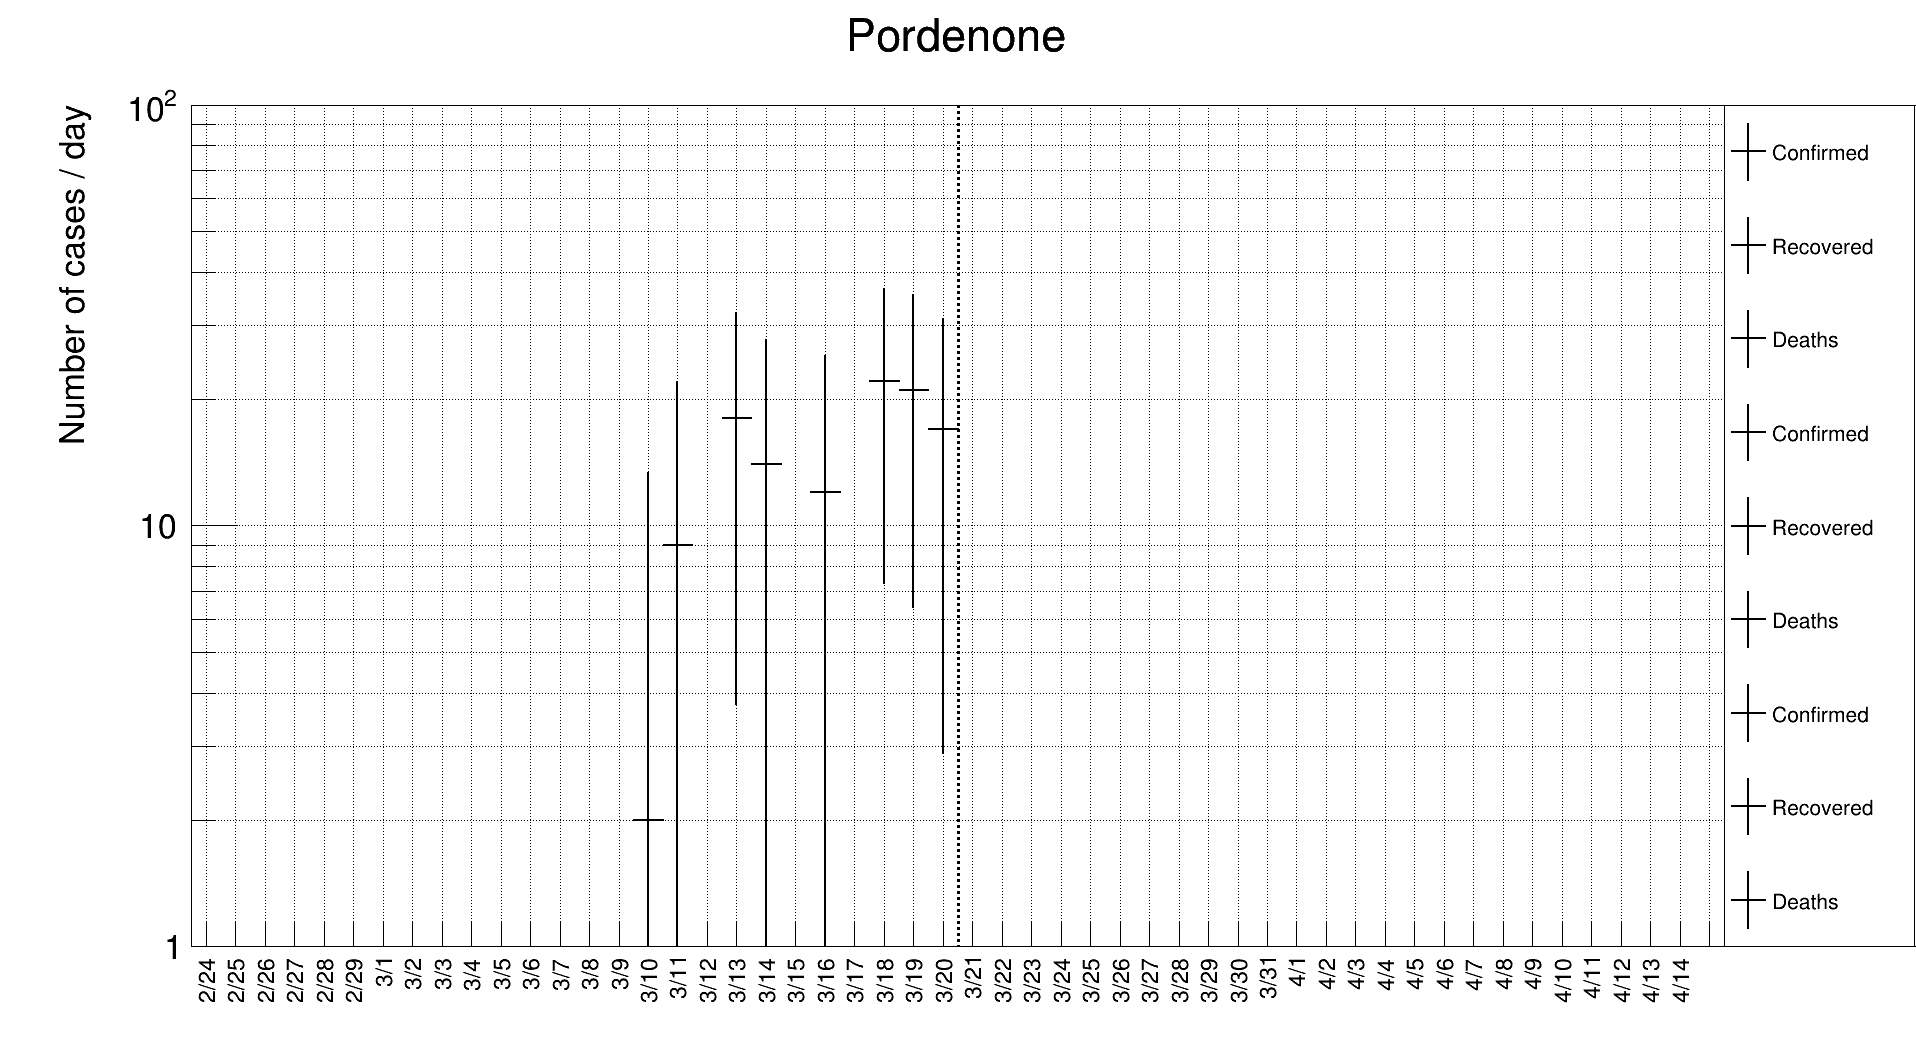 Pordenone
Number of cases / day
10²
10
1
2/24 2/25 2/26 2/27 2/28 2/29 3/1 3/2 3/3 3/4 3/5 3/6 3/7 3/8 3/9 3/10 3/11 3/12 3/13 3/14 3/15 3/16 3/17 3/18 3/19 3/20 3/21 3/22 3/23 3/24 3/25 3/26 3/27 3/28 3/29 3/30 3/31 4/1 4/2 4/3 4/4 4/5 4/6 4/7 4/8 4/9 4/10 4/11 4/12 4/13 4/14
Confirmed
Recovered
Deaths
Confirmed
Recovered
Deaths
Confirmed
Recovered
Deaths